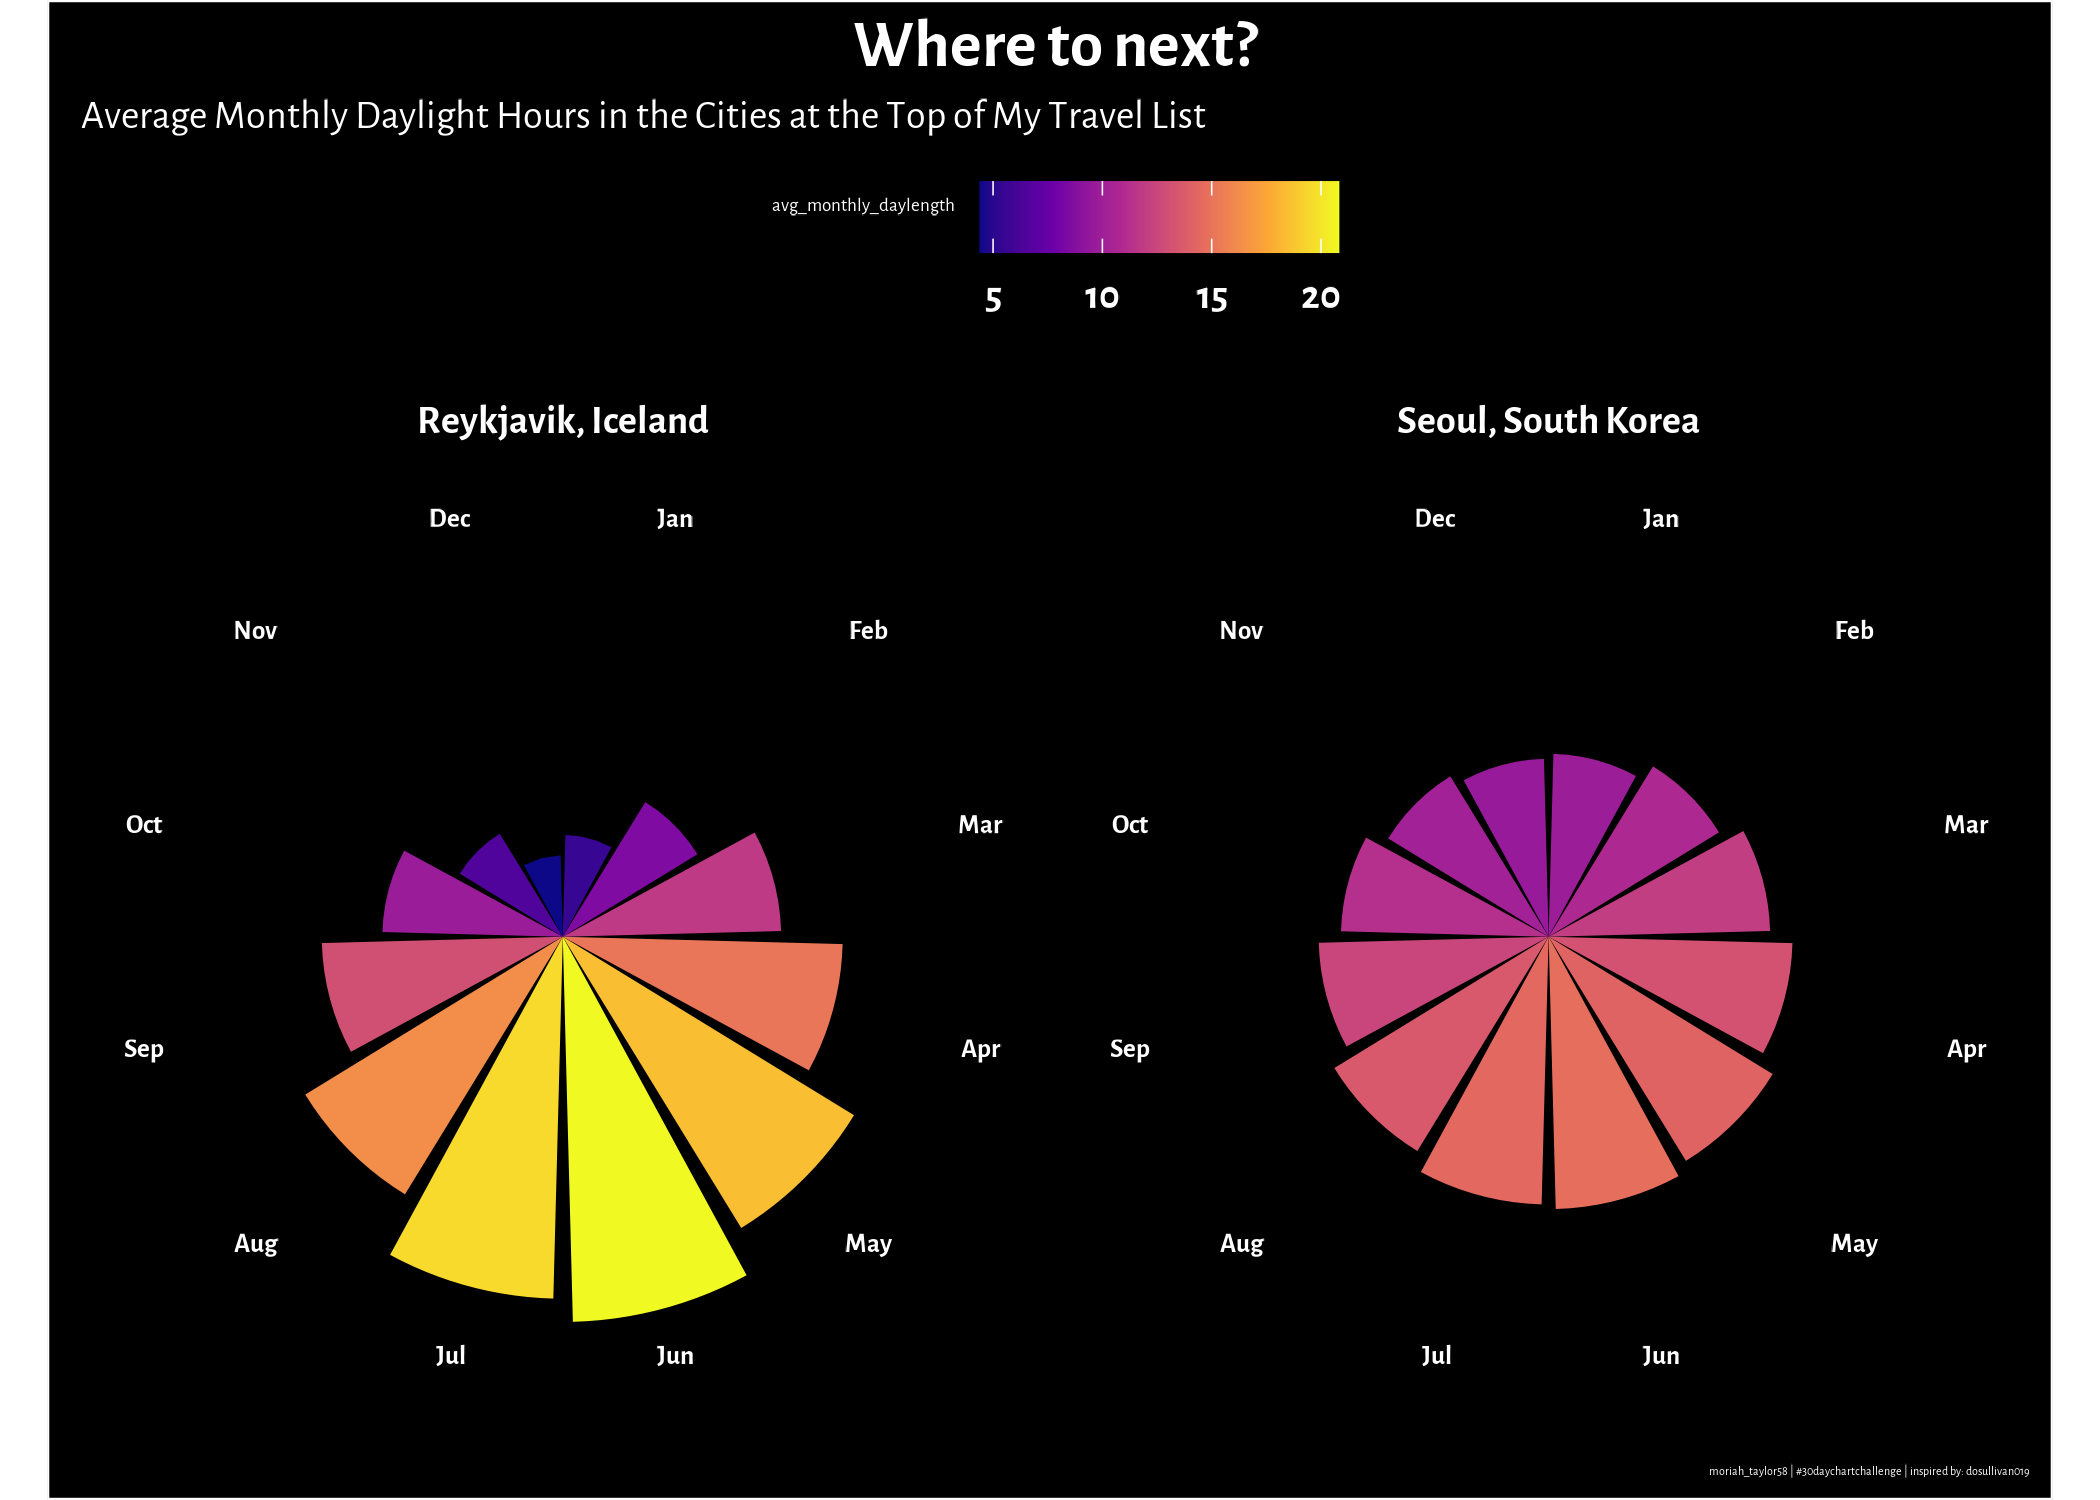 Where to next?
Average Monthly Daylight Hours in the Cities at the Top of My Travel List
avg_monthly_daylength
5 10 15 20
Reykjavik, Iceland
Dec Jan
Nov Feb
Oct Mar
Sep Apr
Aug May
Jul Jun
Seoul, South Korea
Dec Jan
Nov Feb
Oct Mar
Sep Apr
Aug May
Jul Jun
moriah_taylor58 | #30daychartchallenge | inspired by: dosullivan019